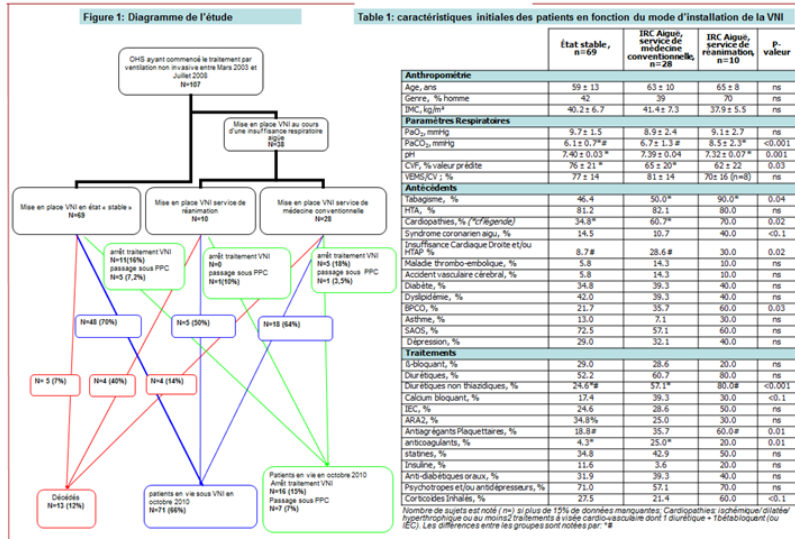 Figure 1: Diagramme de l'étude
OHS ayant commencé le traitement par
ventilation non invasive entre Mars 2003 et
Juillet 2008
N=107
Mise en place VNI au cours
d'une insuffisance respiratoire
aigüe
N=38
Mise en place VNI en état « stable »
N=69
Mise en place VNI service de
réanimation
N=10
Mise en place VNI service de
médecine conventionnelle
N=28
arrêt traitement VNI
N=11(16%)
passage sous PPC
N=5 (7,2%)
arrêt traitement VNI
N=0
passage sous PPC
N=1(10%)
arrêt traitement VNI
N=5 (18%)
passage sous PPC
N=1 (3,5%)
N=48 (70%)
N=5 (50%)
N=18 (64%)
N= 5 (7%)
N=4 (40%)
N=4 (14%)
Décédés
N=13 (12%)
patients en vie sous VNI en
octobre 2010
N=71 (66%)
Patients en vie en octobre 2010
Arrêt traitement VNI
N=16 (15%)
Passage sous PPC
N=7 (7%)
Table 1: caractéristiques initiales des patients en fonction du mode d'installation de la VNI
État stable, n=69 IRC Aiguë, service de médecine conventionnelle, n=28 IRC Aiguë, service de réanimation, n=10 P-valeur
Anthropométrie
Age, ans 59 ± 13 63 ± 10 65 ± 8 ns
Genre, % homme 42 39 70 ns
IMC, kg/m² 40.2 ± 6.7 41.4 ± 7.3 37.9 ± 5.5 ns
Paramètres Respiratoires
PaO₂, mmHg 9.7 ± 1.5 8.9 ± 2.4 9.1 ± 2.7 ns
PaCO₂, mmHg 6.1 ± 0.7*# 6.7 ± 1.3 # 8.5 ± 2.3* <0.001
pH 7.40 ± 0.03 * 7.39 ± 0.04 7.32 ± 0.07 * 0.001
CVF, % valeur prédite 76 ± 21 * 65 ± 20* 62 ± 22 0.03
VEMS/CV ; % 77 ± 14 81 ± 14 70± 16 (n=8) ns
Antécédents
Tabagisme, % 46.4 50.0* 90.0* 0.04
HTA, % 81.2 82.1 80.0 ns
Cardiopathies,% (*cf légende) 34.8* 60.7* 70.0 0.02
Syndrome coronarien aigu, % 14.5 10.7 40.0 <0.1
Insuffisance Cardiaque Droite et/ou HTAP % 8.7# 28.6# 30.0 0.02
Maladie thrombo-embolique, % 5.8 14.3 10.0 ns
Accident vasculaire cérébral, % 5.8 14.3 10.0 ns
Diabète, % 34.8 39.3 40.0 ns
Dyslipidémie, % 42.0 39.3 40.0 ns
BPCO, % 21.7 35.7 60.0 0.03
Asthme, % 13.0 7.1 30.0 ns
SAOS, % 72.5 57.1 60.0 ns
Dépression, % 29.0 32.1 40.0 ns
Traitements
ß-bloquant, % 29.0 28.6 20.0 ns
Diurétiques, % 52.2 60.7 80.0 ns
Diurétiques non thiazidiques, % 24.6*# 57.1* 80.0# <0.001
Calcium bloquant, % 17.4 39.3 30.0 <0.1
IEC, % 24.6 28.6 50.0 ns
ARA2, % 34.8% 25.0 30.0 ns
Antiagrégants Plaquettaires, % 18.8# 35.7 60.0# 0.01
anticoagulants, % 4.3* 25.0* 20.0 0.01
statines, % 34.8 42.9 50.0 ns
Insuline, % 11.6 3.6 20.0 ns
Anti-diabétiques oraux, % 31.9 39.3 40.0 ns
Psychotropes et/ou antidépresseurs, % 71.0 57.1 70.0 ns
Corticoides Inhalés, % 27.5 21.4 60.0 <0.1
Nombre de sujets est noté ( n=) si plus de 15% de données manquantes; Cardiopathies: ischémique/ dilatée/
hyperthrophique ou au moins 2 traitements à visée cardio-vasculaire dont 1 diurétique + 1bêtabloquant (ou
IEC). Les différences entre les groupes sont notées par: *#